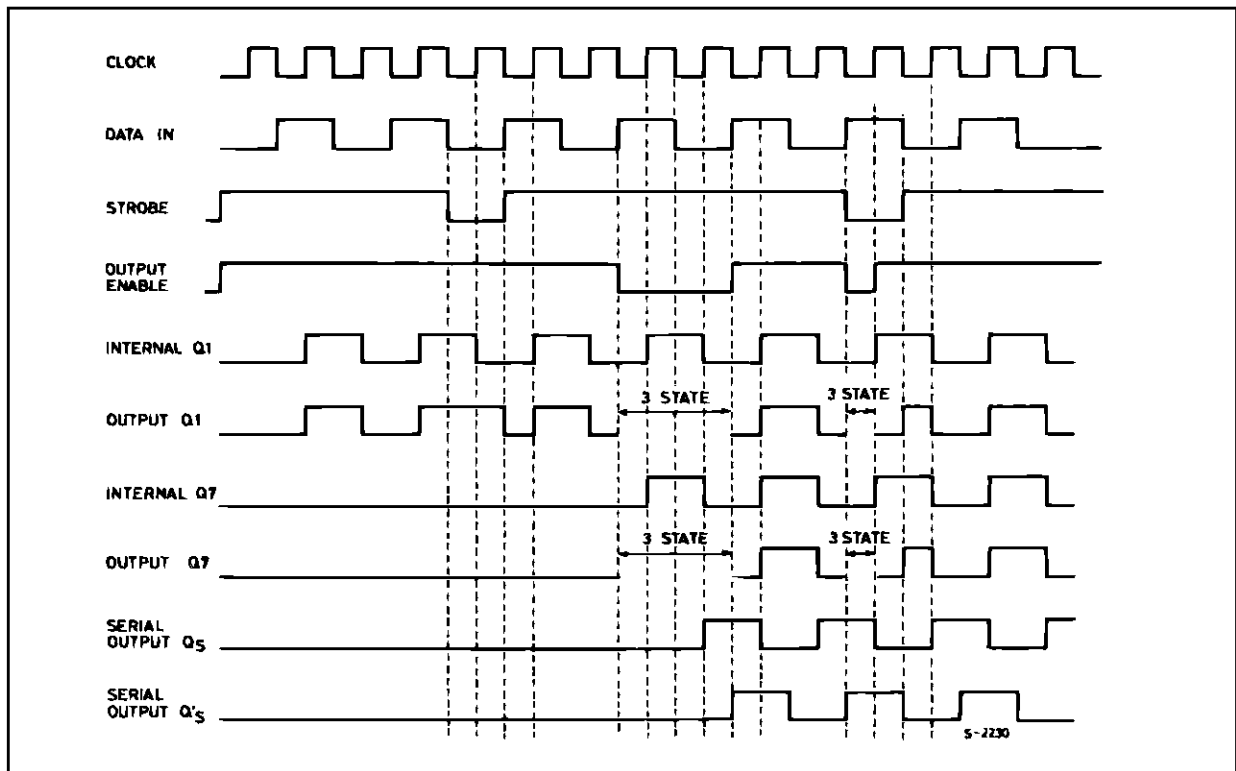 CLOCK
DATA IN
STROBE
OUTPUT
ENABLE
INTERNAL Q1
3 STATE
3 STATE
OUTPUT Q1
INTERNAL Q7
3 STATE
3 STATE
OUTPUT Q7
SERIAL
OUTPUT QS
SERIAL
OUTPUT Q'S
S-2230